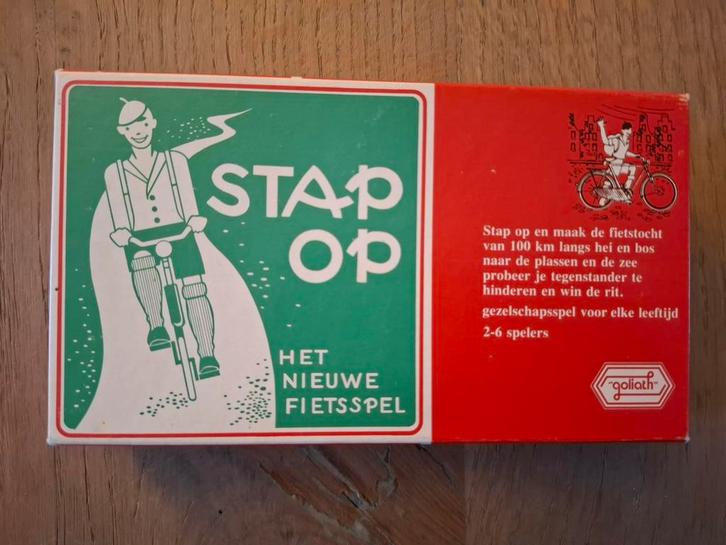 STAP
OP
HET
NIEUWE
FIETSSPEL
Stap op en maak de fietstocht
van 100 km langs hei en bos
naar de plassen en de zee
probeer je tegenstander te
hinderen en win de rit.
gezelschapsspel voor elke leeftijd
2-6 spelers
goliath